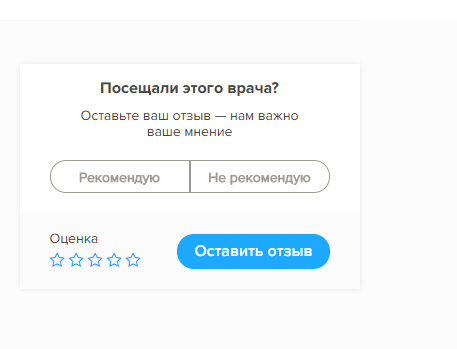 Посещали этого врача?
Оставьте ваш отзыв — нам важно
ваше мнение
Рекомендую
Не рекомендую
Оценка
Оставить отзыв